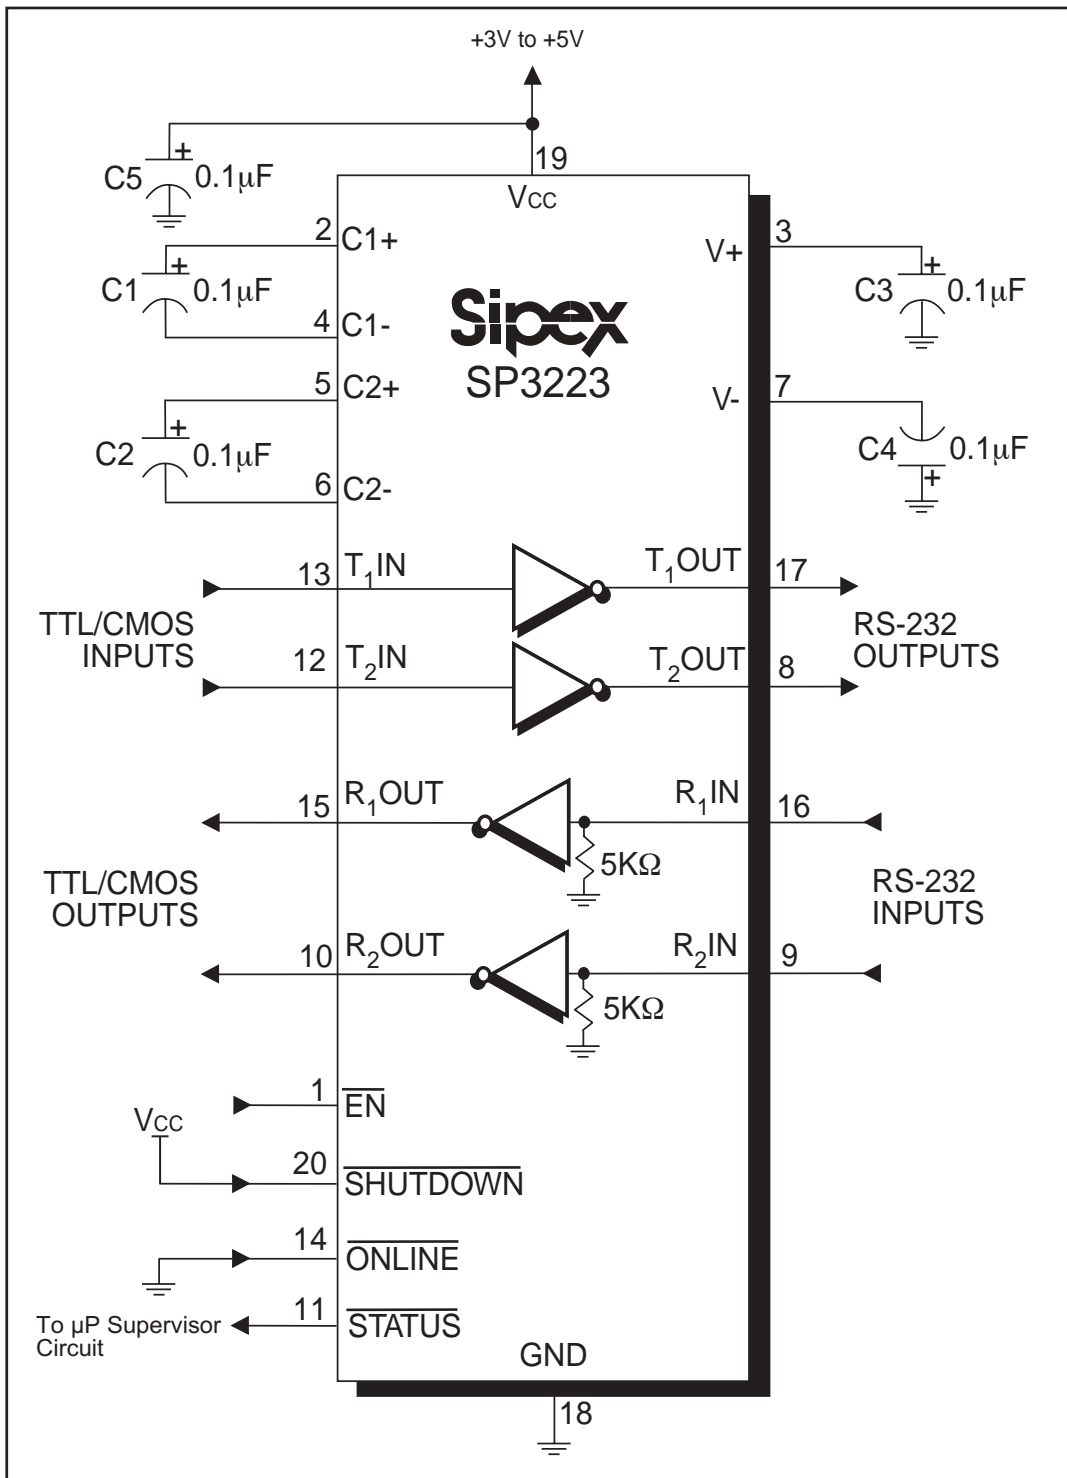 +3V to +5V
19
VCC
C5
+
0.1μF
2
C1+
C1
+
0.1μF
4
C1-
5
C2+
C2
+
0.1μF
6
C2-
Sipex
SP3223
V+
3
C3
+
0.1μF
V-
7
C4
0.1μF
+
TTL/CMOS
INPUTS
13
T1IN
T1OUT
17
12
T2IN
T2OUT
8
RS-232
OUTPUTS
TTL/CMOS
OUTPUTS
15
R1OUT
R1IN
16
5KΩ
10
R2OUT
R2IN
9
5KΩ
RS-232
INPUTS
1
EN
VCC
20
SHUTDOWN
14
ONLINE
To μP Supervisor
Circuit
11
STATUS
GND
18